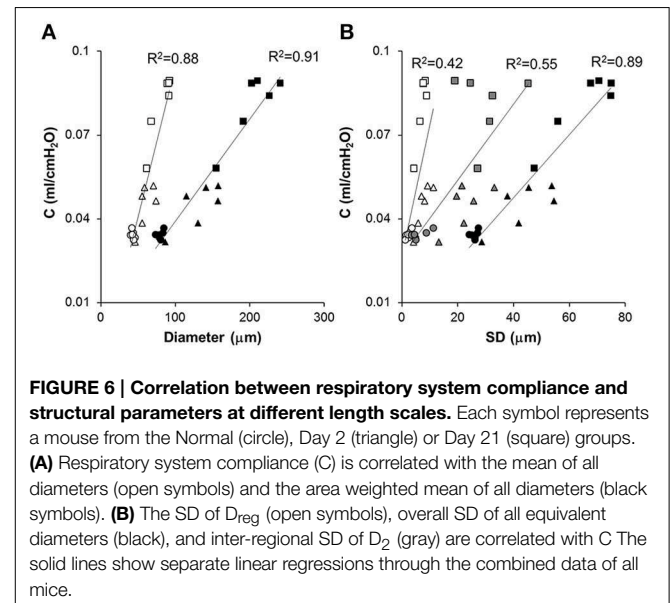 A
B
R²=0.88
R²=0.91
R²=0.42
R²=0.55
R²=0.89
0.1
0.07
0.04
0.01
C (ml/cmH₂O)
0
100
200
300
Diameter (μm)
0.1
0.07
0.04
0.01
C (ml/cmH₂O)
0
20
40
60
80
SD (μm)
FIGURE 6 | Correlation between respiratory system compliance and
structural parameters at different length scales. Each symbol represents
a mouse from the Normal (circle), Day 2 (triangle) or Day 21 (square) groups.
(A) Respiratory system compliance (C) is correlated with the mean of all
diameters (open symbols) and the area weighted mean of all diameters (black
symbols). (B) The SD of Dreg (open symbols), overall SD of all equivalent
diameters (black), and inter-regional SD of D₂ (gray) are correlated with C The
solid lines show separate linear regressions through the combined data of all
mice.